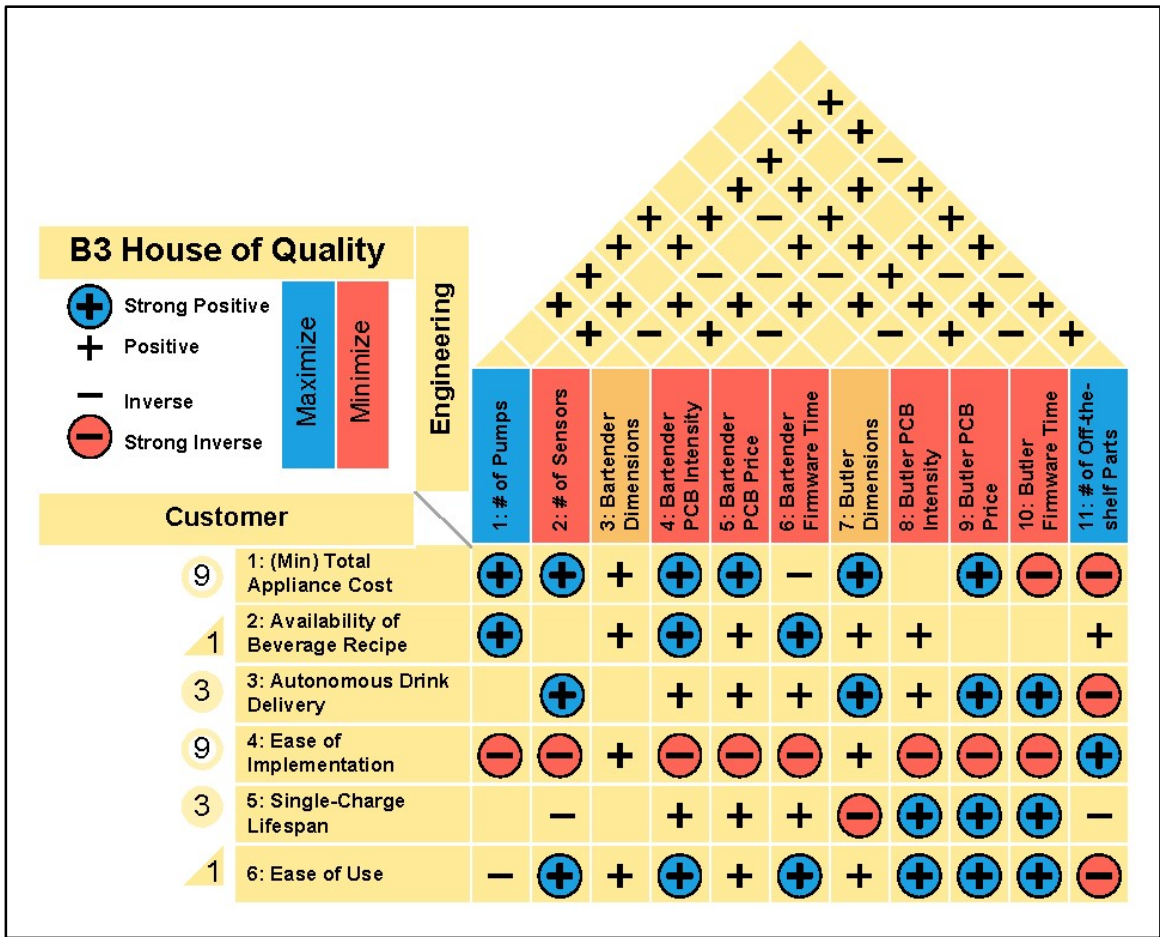 B3 House of Quality
Strong Positive
Positive
Inverse
Strong Inverse
Maximize
Minimize
Engineering
Customer
1: # of Pumps
2: # of Sensors
3: Bartender
Dimensions
4: Bartender
PCB Intensity
5: Bartender
PCB Price
6: Bartender
Firmware Time
7: Butler
Dimensions
8: Butler PCB
Intensity
9: Butler PCB
Price
10: Butler
Firmware Time
11: # of Off-the-
shelf Parts
9
1: (Min) Total
Appliance Cost
1
2: Availability of
Beverage Recipe
3
3: Autonomous Drink
Delivery
9
4: Ease of
Implementation
3
5: Single-Charge
Lifespan
1
6: Ease of Use